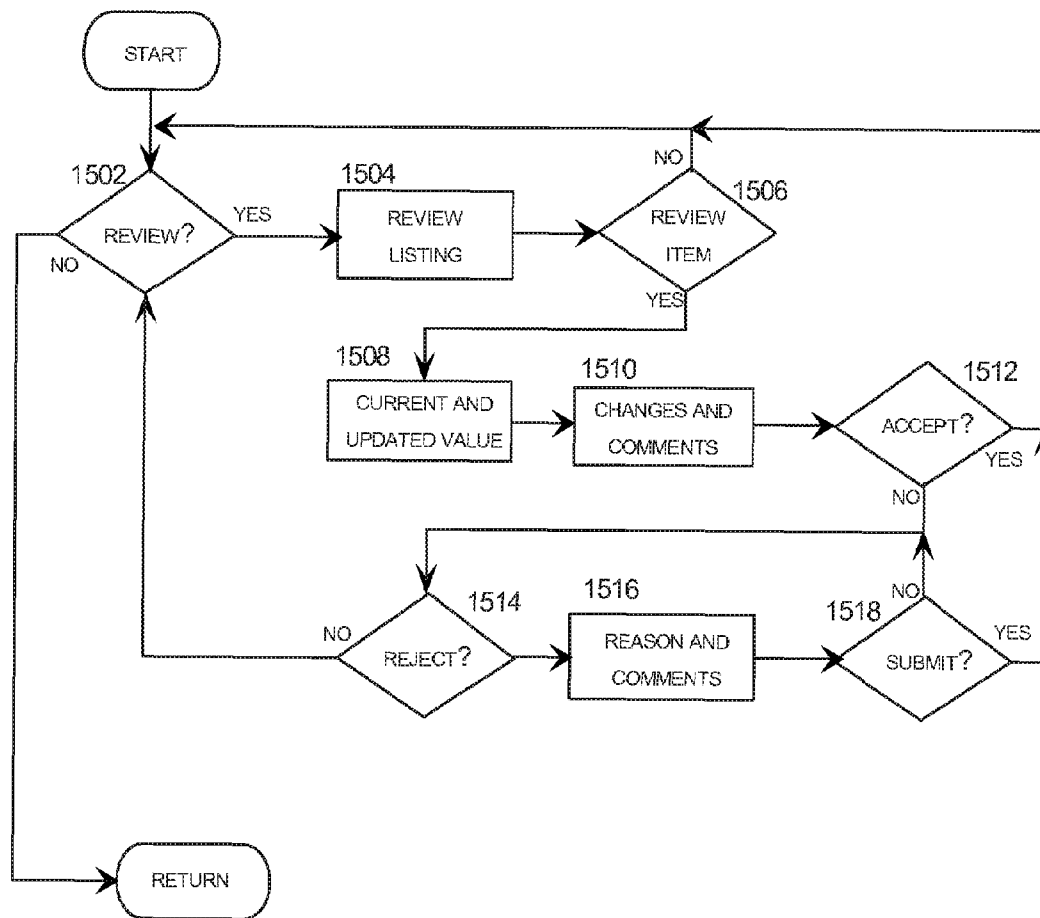 START
1502
REVIEW?
YES
NO
1504
REVIEW
LISTING
NO
1506
REVIEW
ITEM
YES
1508
CURRENT AND
UPDATED VALUE
1510
CHANGES AND
COMMENTS
1512
ACCEPT?
YES
NO
1514
NO
REJECT?
1516
REASON AND
COMMENTS
NO
1518
YES
SUBMIT?
RETURN